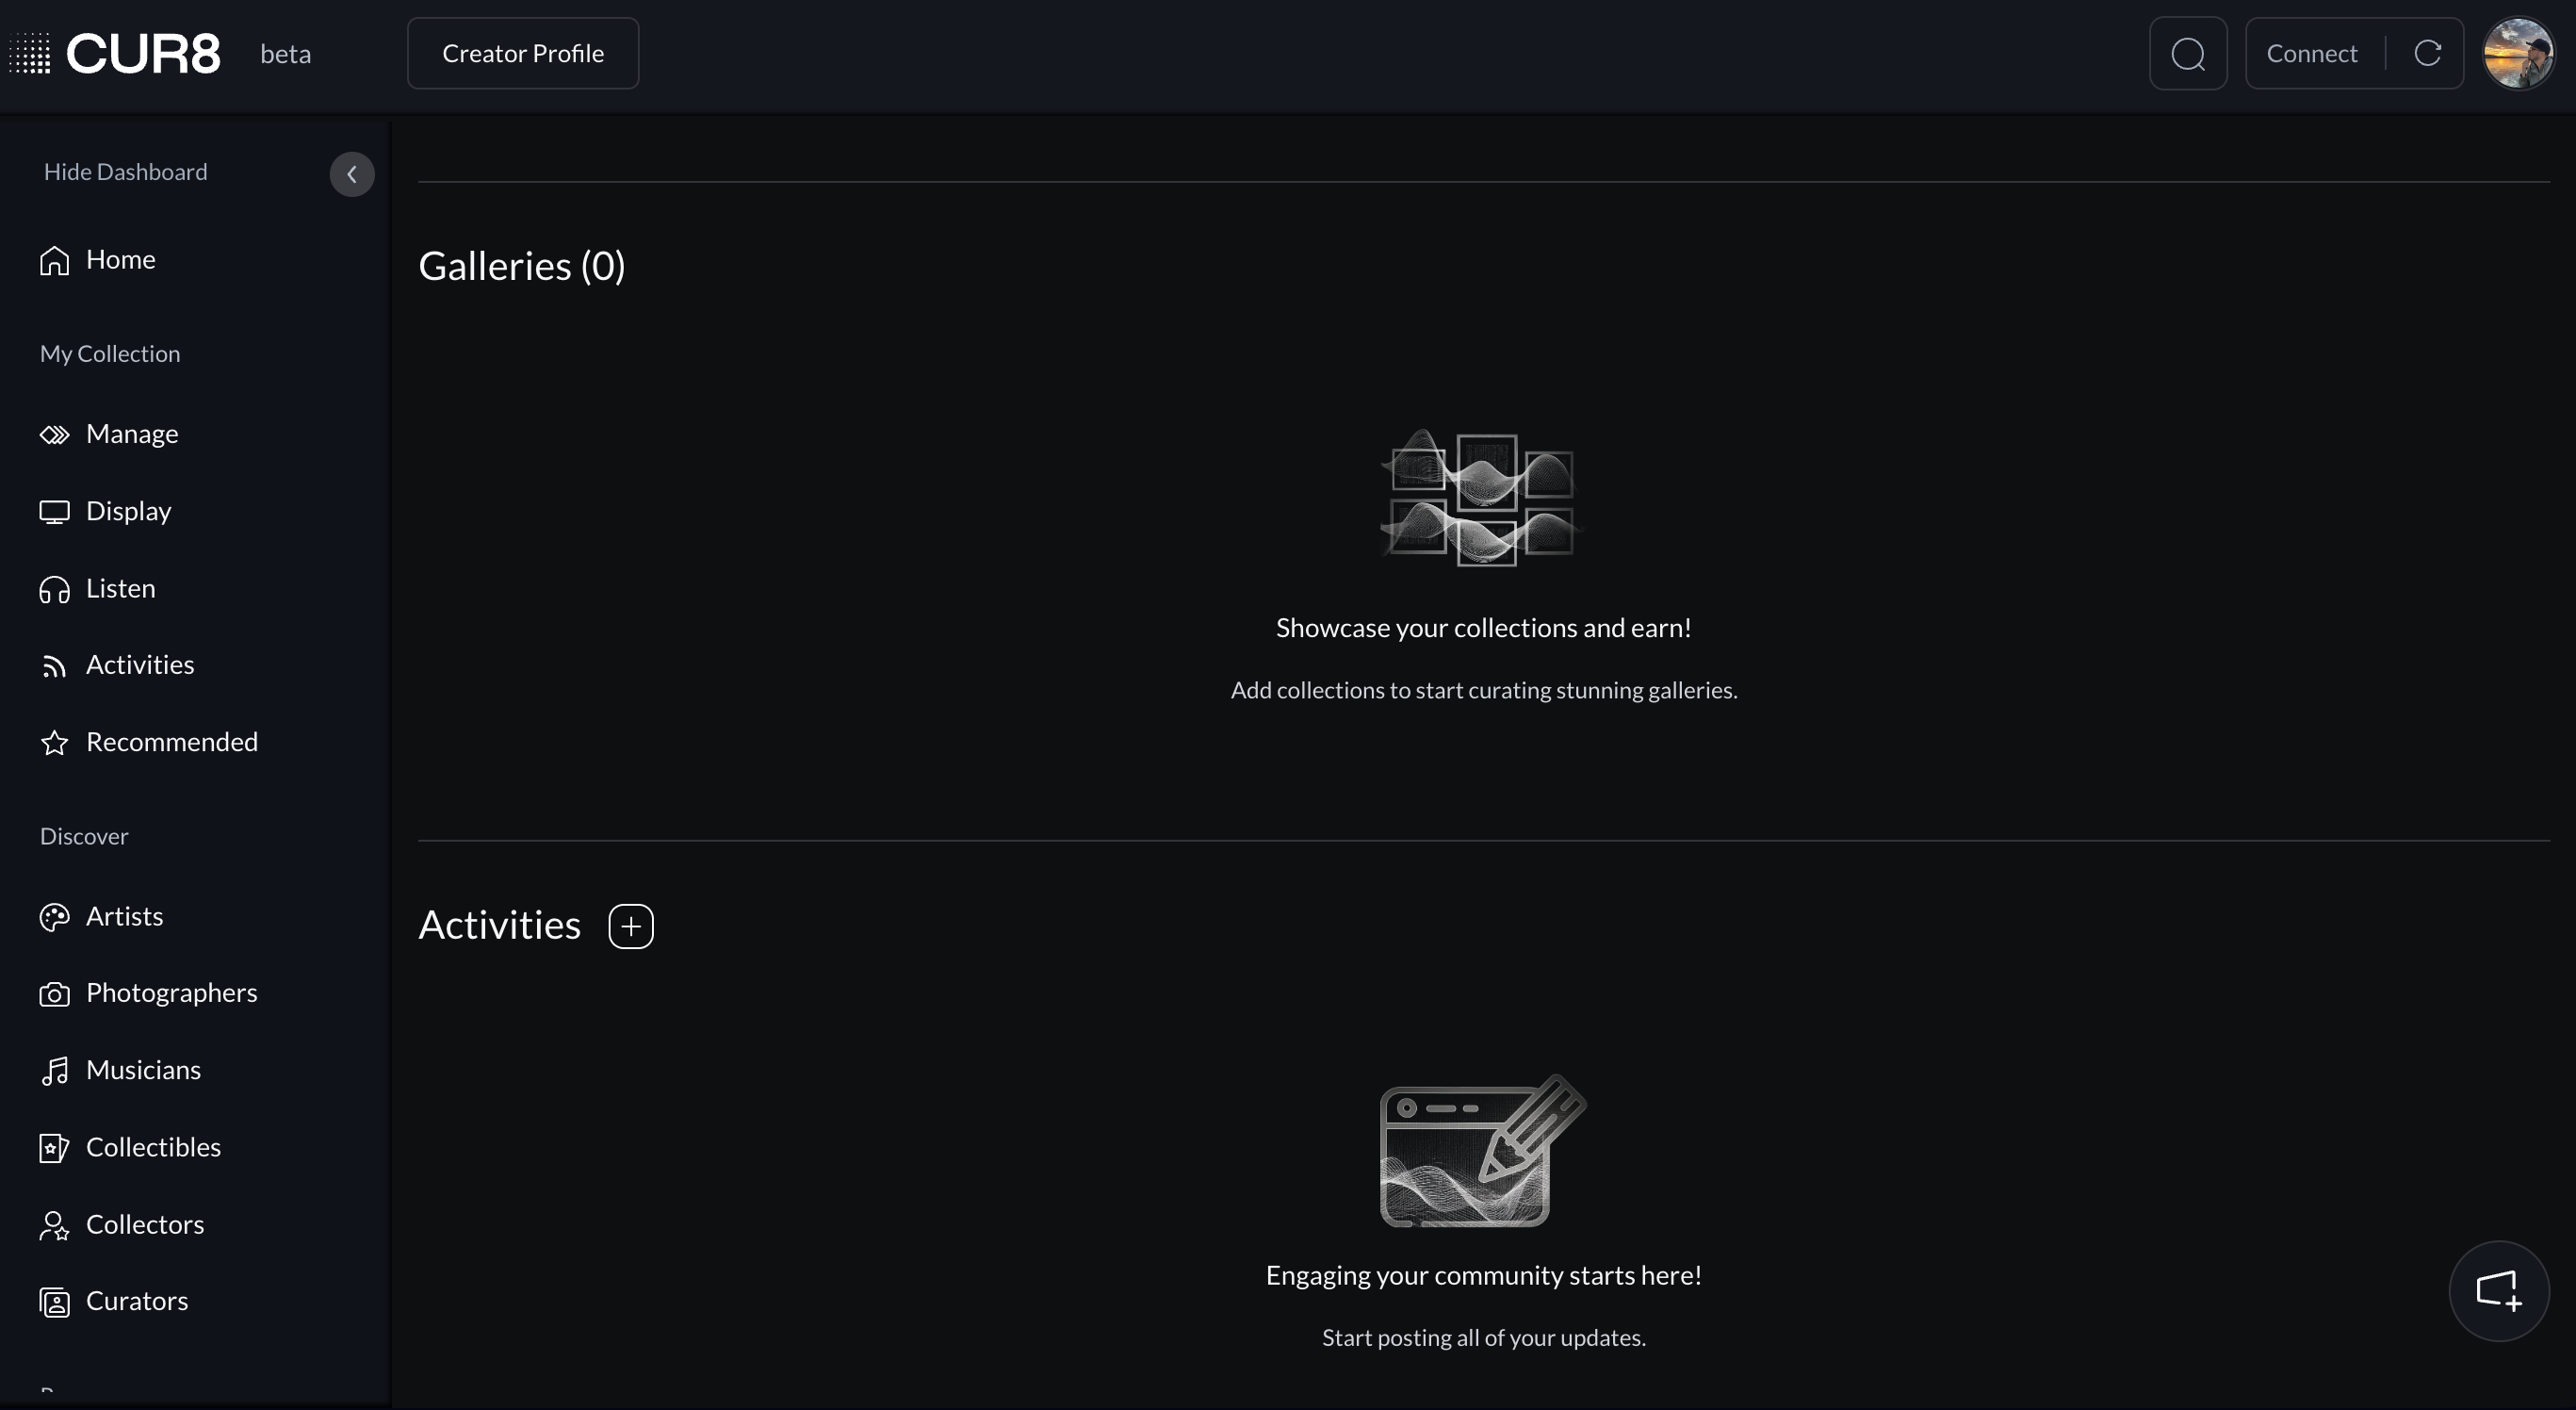 CUR8 beta
Creator Profile
Connect
Hide Dashboard
Home
My Collection
Manage
Display
Listen
Activities
Recommended
Discover
Artists
Photographers
Musicians
Collectibles
Collectors
Curators
Galleries (0)
Showcase your collections and earn!
Add collections to start curating stunning galleries.
Activities
Engaging your community starts here!
Start posting all of your updates.